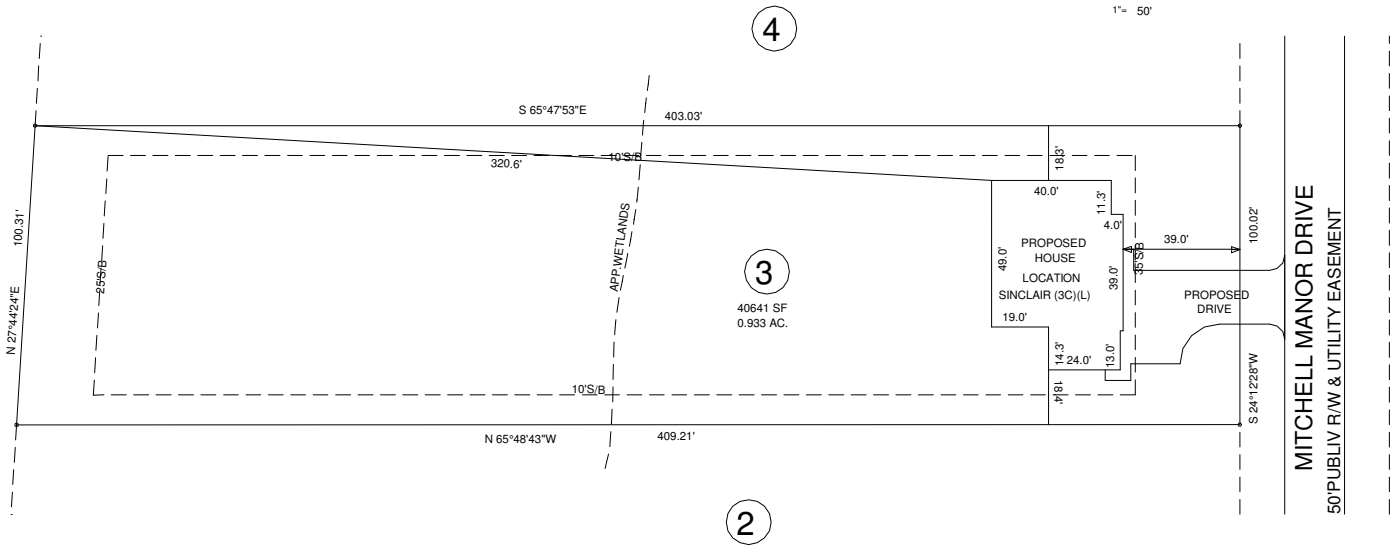 1"= 50'
4
S 65°47'53"E
403.03'
10'S/B
320.6'
18.3'
40.0'
11.3'
4.0'
39.0'
100.02'
100.31'
N 27°44'24"E
25'S/B
APP.WETLANDS
3
40641 SF
0.933 AC.
49.0'
PROPOSED
HOUSE
LOCATION
SINCLAIR (3C)(L)
39.0'
35'S/B
PROPOSED
DRIVE
19.0'
14.3'
24.0'
13.0'
18.4'
10'S/B
N 65°48'43"W
409.21'
S 24°12'28"W
MITCHELL MANOR DRIVE
50'PUBLIV R/W & UTILITY EASEMENT
2